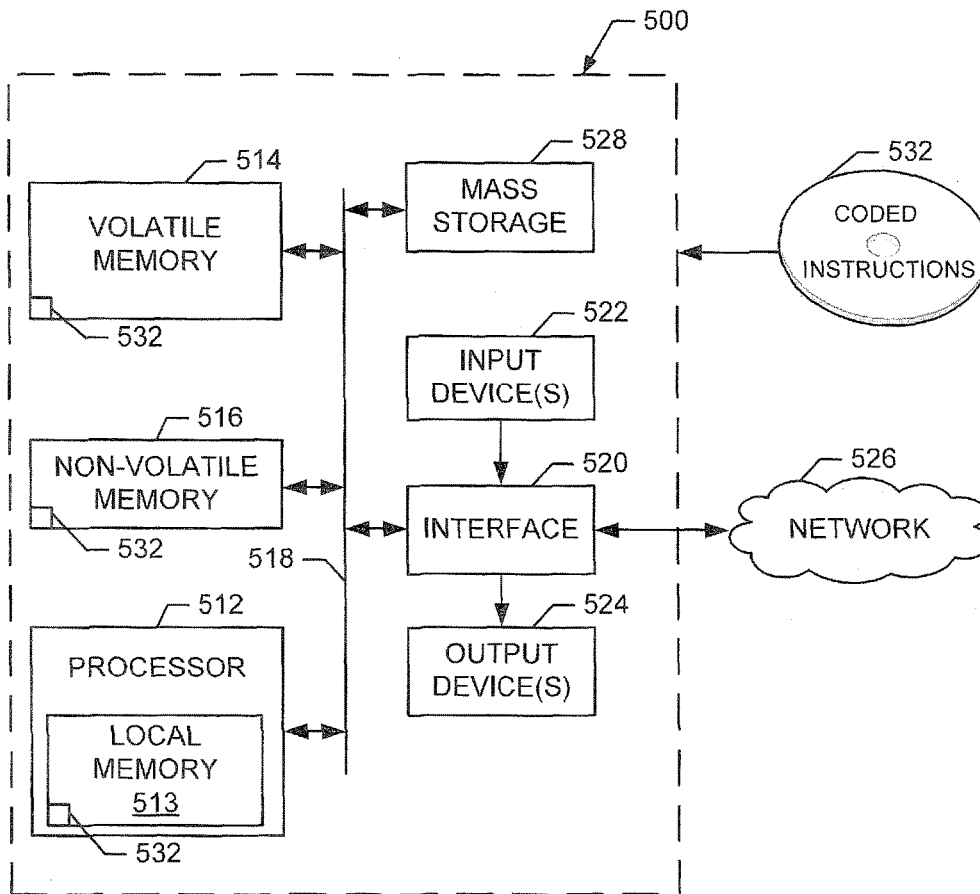 500
514
VOLATILE
MEMORY
532
528
MASS
STORAGE
532
CODED
INSTRUCTIONS
522
INPUT
DEVICE(S)
516
NON-VOLATILE
MEMORY
532
518
520
INTERFACE
526
NETWORK
512
PROCESSOR
LOCAL
MEMORY
513
532
524
OUTPUT
DEVICE(S)